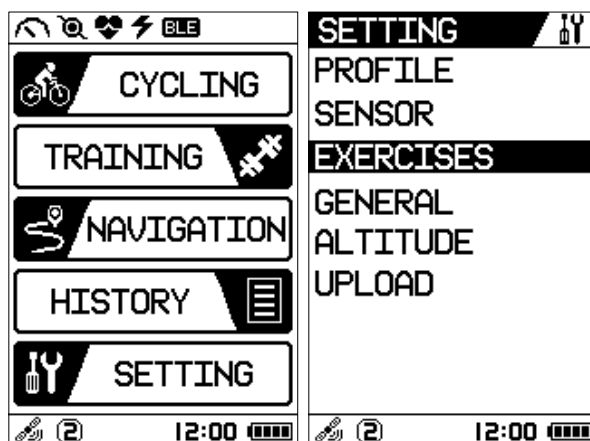 BLE
CYCLING
TRAINING
NAVIGATION
HISTORY
SETTING
2 12:00
SETTING
PROFILE
SENSOR
EXERCISES
GENERAL
ALTITUDE
UPLOAD
2 12:00